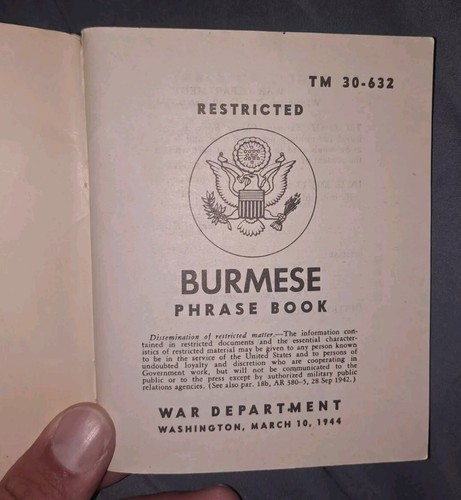 TM 30-632
RESTRICTED
BURMESE
PHRASE BOOK
Dissemination of restricted matter.—The information con-
tained in restricted documents and the essential character-
istics of restricted material may be given to any person known
to be in the service of the United States and to persons of
undoubted loyalty and discretion who are cooperating in
Government work, but will not be communicated to the
public or to the press except by authorized military public
relations agencies. (See also par. 18b, AR 380-5, 28 Sep 1942.)
WAR DEPARTMENT
WASHINGTON, MARCH 10, 1944